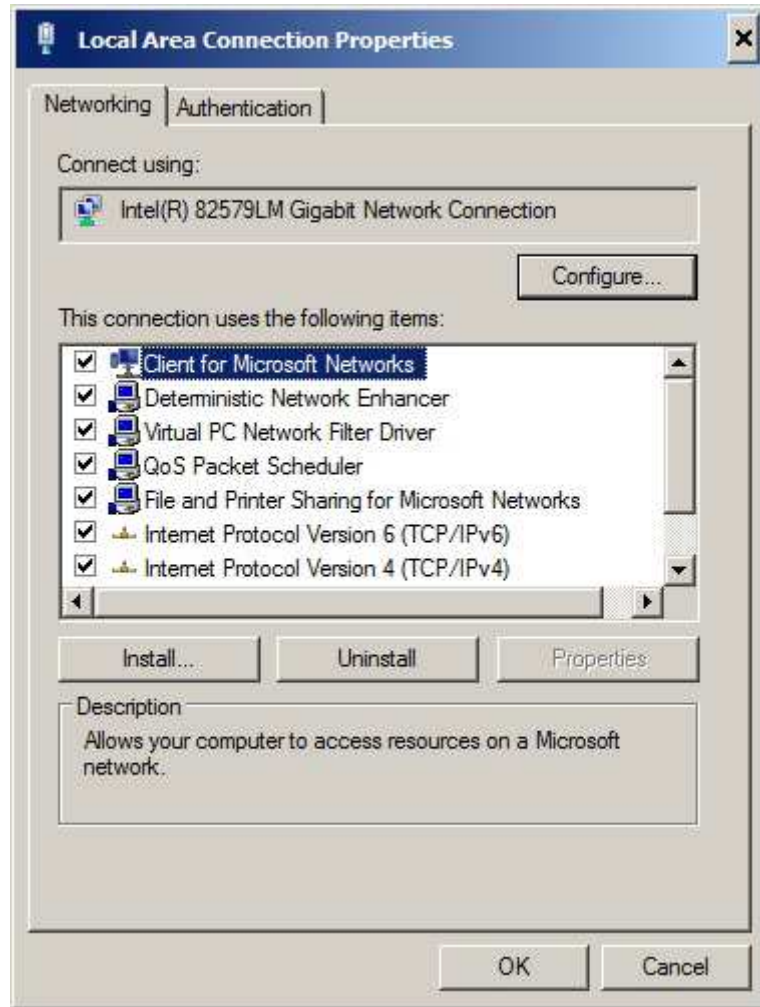 Local Area Connection Properties
Networking
Authentication
Connect using:
Intel(R) 82579LM Gigabit Network Connection
Configure...
This connection uses the following items:
Client for Microsoft Networks
Deterministic Network Enhancer
Virtual PC Network Filter Driver
QoS Packet Scheduler
File and Printer Sharing for Microsoft Networks
Internet Protocol Version 6 (TCP/IPv6)
Internet Protocol Version 4 (TCP/IPv4)
Install...
Uninstall
Properties
Description
Allows your computer to access resources on a Microsoft
network.
OK
Cancel